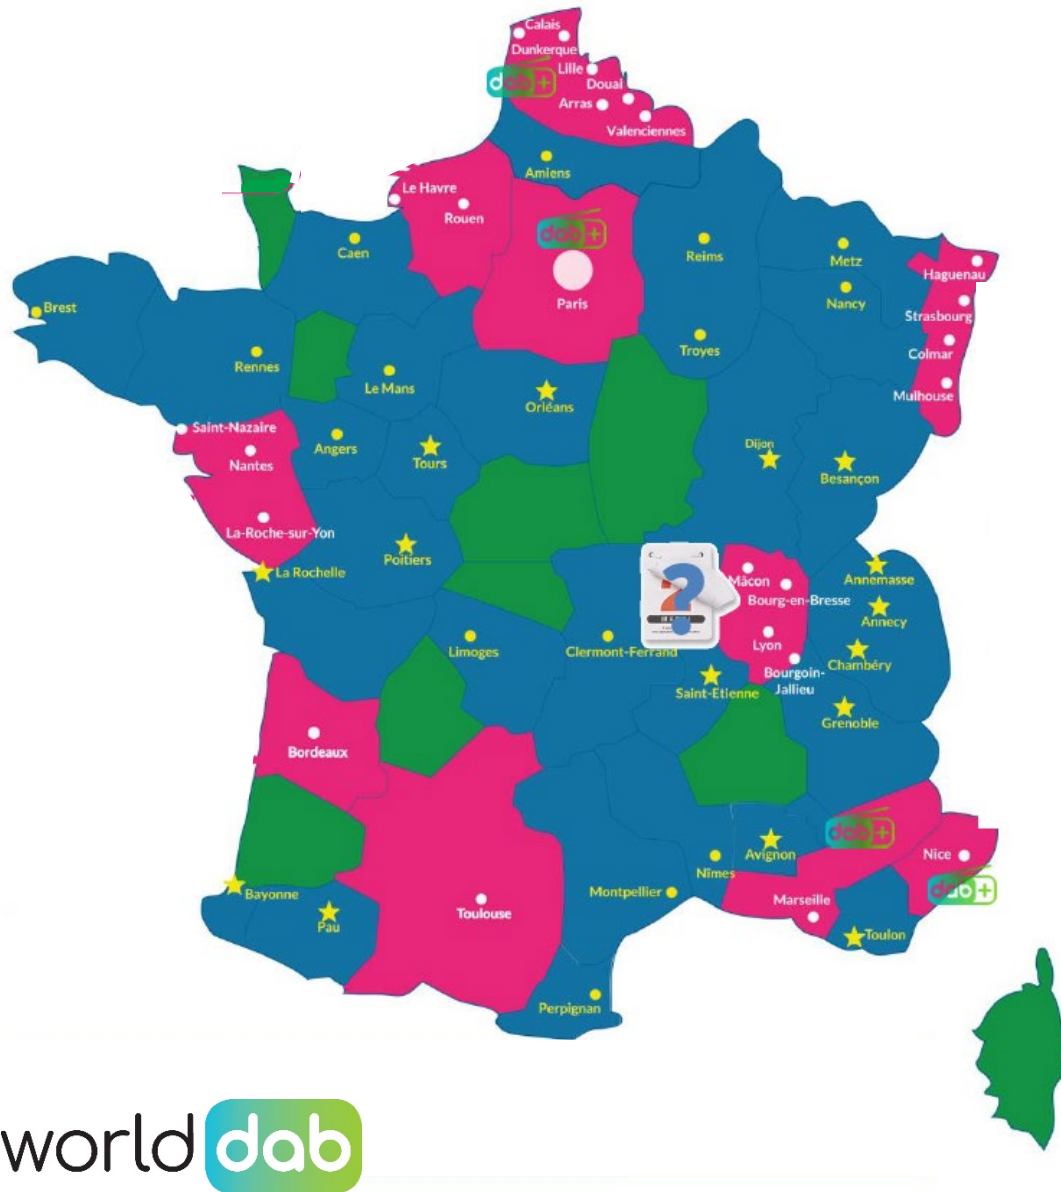 Calais
Dunkerque
Lille
Douai
dab+
Arras
Valenciennes
Amiens
Le Havre
Rouen
dab+
Caen
Reims
Metz
Haguenau
Paris
Nancy
Brest
Strasbourg
Troyes
Colmar
Rennes
Le Mans
Mulhouse
Orléans
Saint-Nazaire
Angers
Dijon
Nantes
Tours
Besançon
La-Roche-sur-Yon
Poitiers
La Rochelle
Annemasse
?
Mâcon
Bourg-en-Bresse
Annecy
Lyon
Limoges
Clermont-Ferrand
Chambéry
Bourgoin-
Jallieu
Saint-Etienne
Grenoble
Bordeaux
dab+
Avignon
Nice
Nîmes
dab+
Bayonne
Montpellier
Marseille
Toulouse
Pau
Toulon
Perpignan
world dab